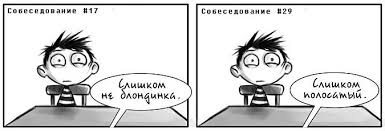 Собеседование #17
Слишком
не блондинка.
Собеседование #29
Слишком
полосатый.